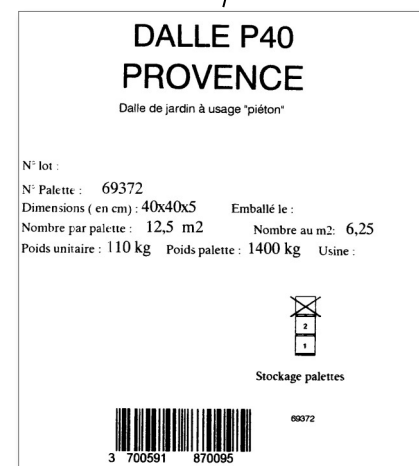 DALLE P40
PROVENCE
Dalle de jardin à usage "piéton"
N° lot :
N° Palette : 69372
Dimensions ( en cm) : 40x40x5 Emballé le :
Nombre par palette : 12,5 m2 Nombre au m2: 6,25
Poids unitaire : 110 kg Poids palette : 1400 kg Usine :
2
1
Stockage palettes
69372
3 700591 870095